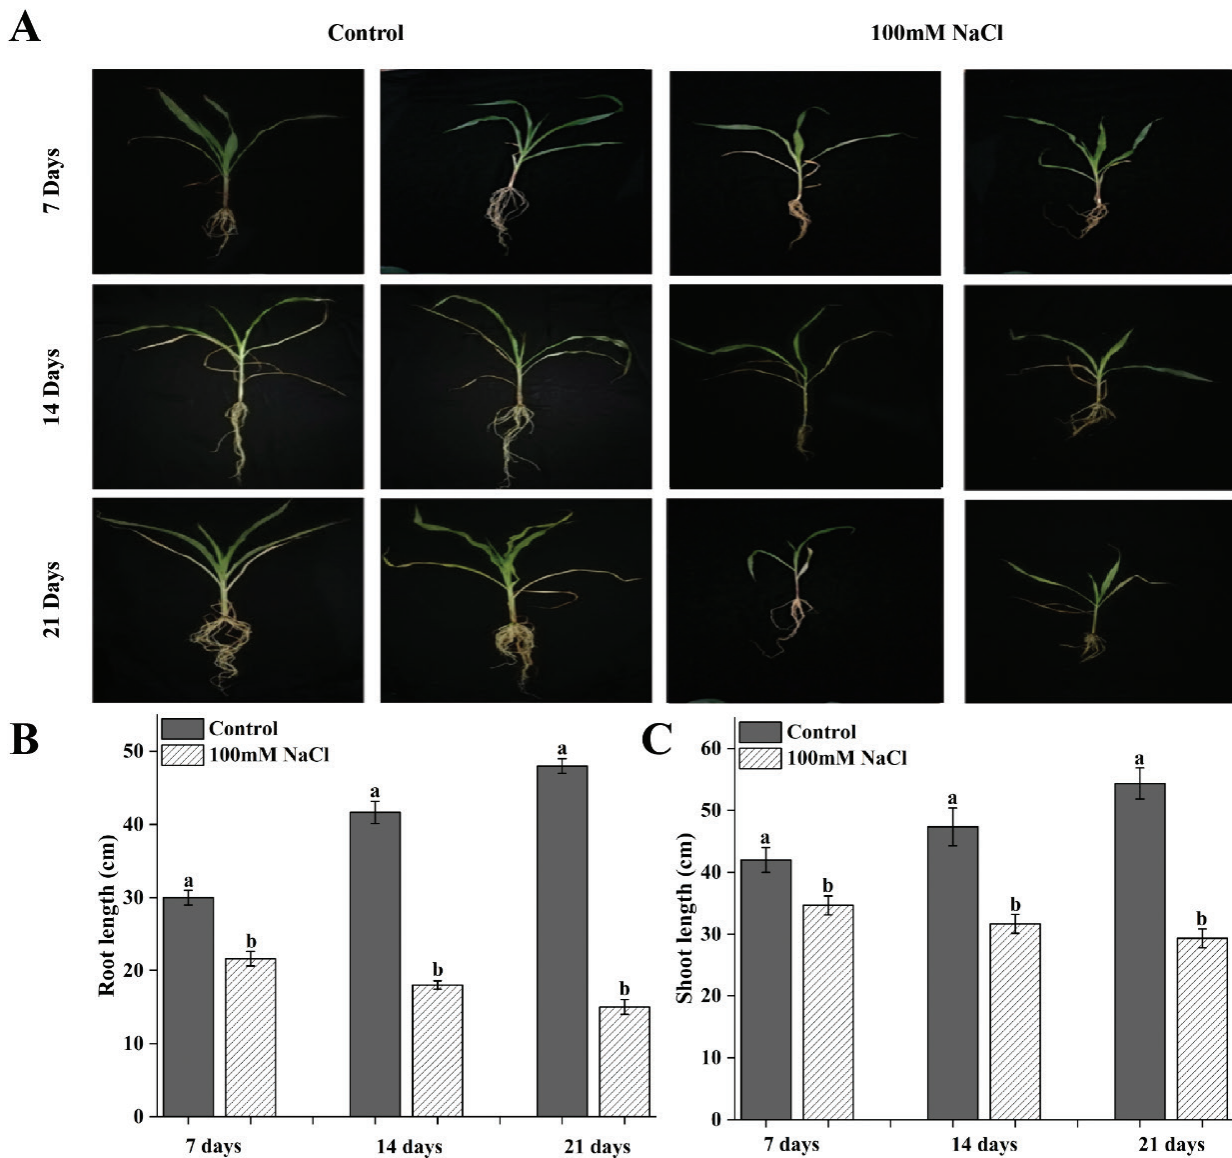 A
Control
100mM NaCl
7 Days
14 Days
21 Days
B
Control
100mM NaCl
Root length (cm)
50
40
30
20
10
0
a
b
a
b
a
b
7 days
14 days
21 days
C
Control
100mM NaCl
Shoot length (cm)
60
50
40
30
20
10
0
a
b
a
b
a
b
7 days
14 days
21 days